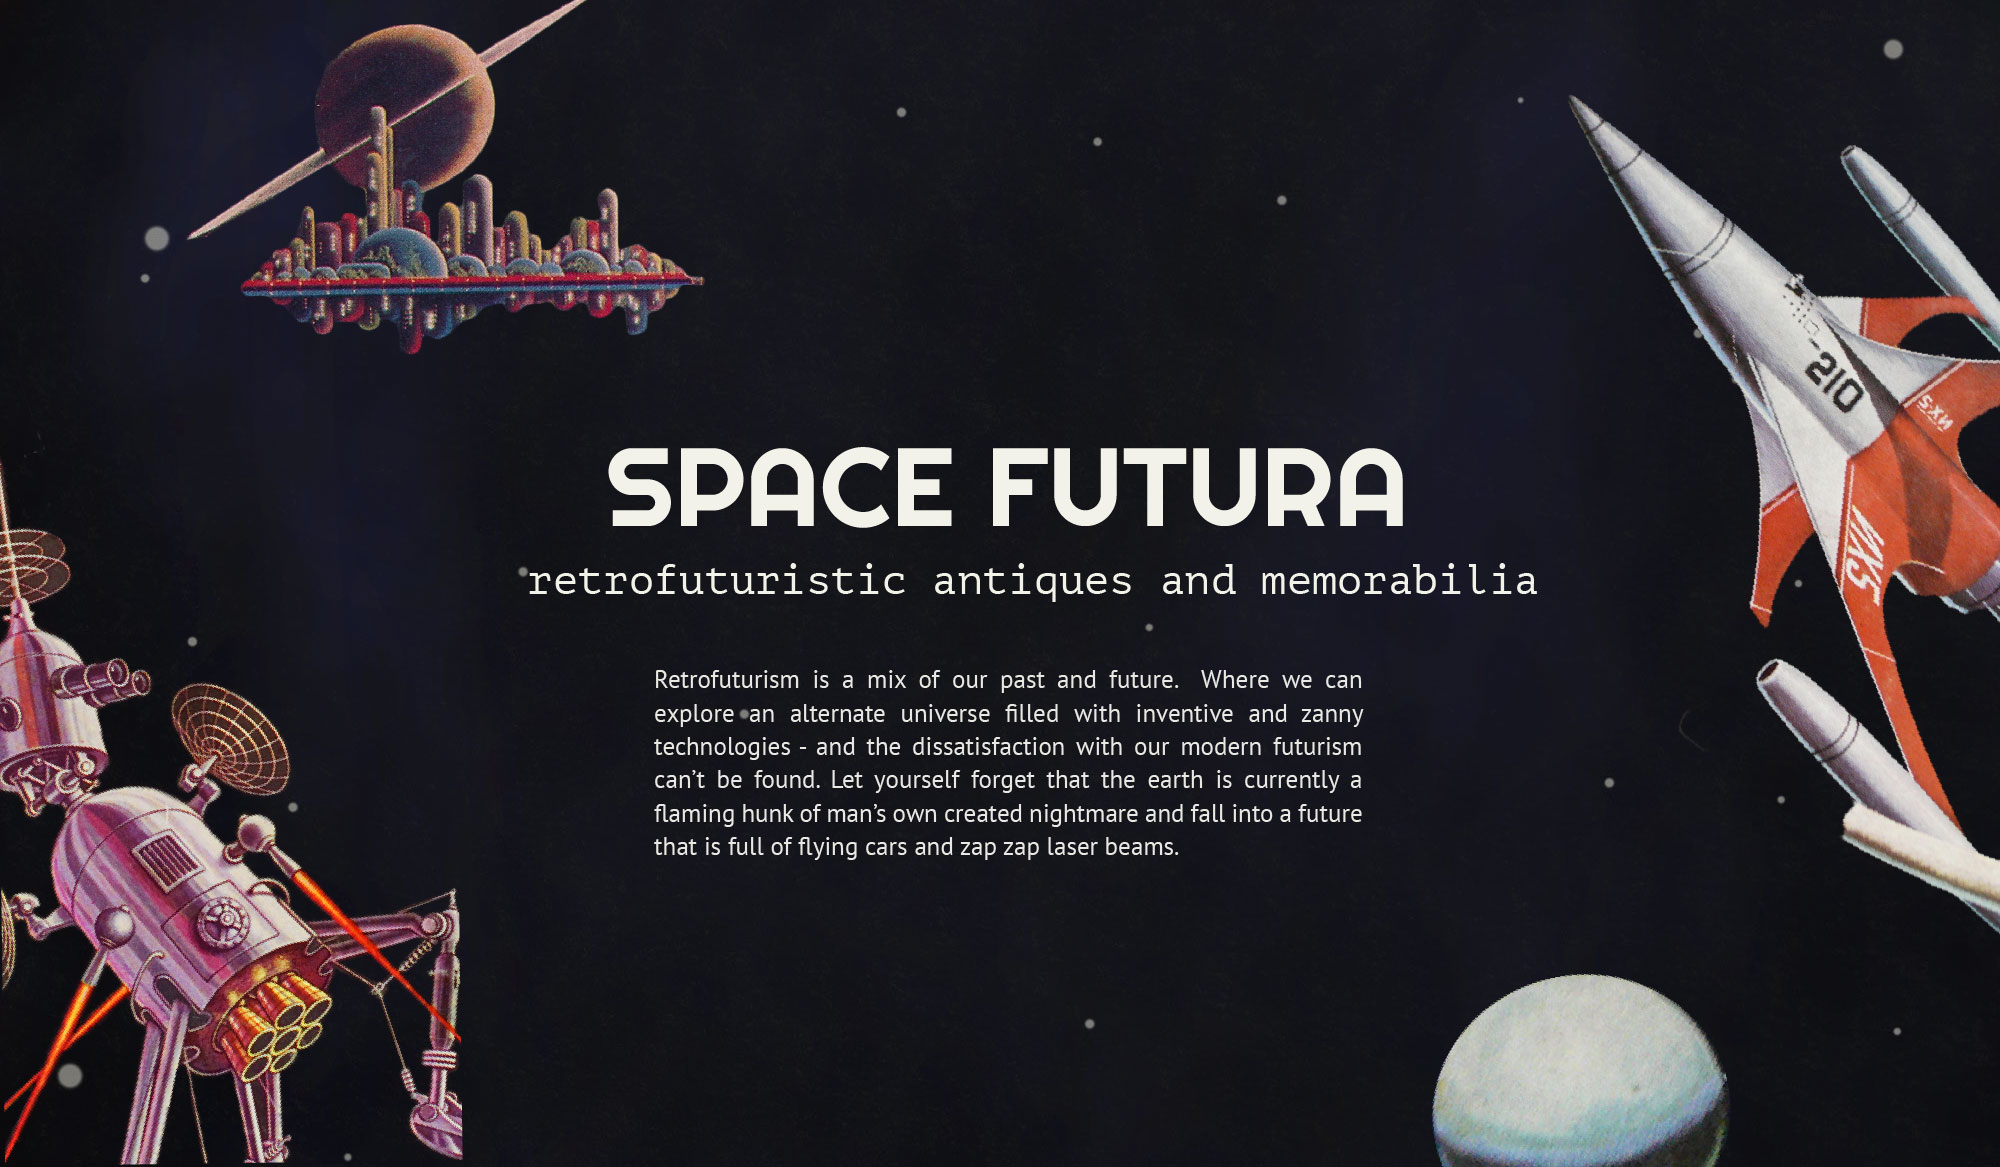 210
NX5
SPACE FUTURA
NX5
retrofuturistic antiques and memorabilia
Retrofuturism is a mix of our past and future. Where we can
explore an alternate universe filled with inventive and zanny
technologies - and the dissatisfaction with our modern futurism
can’t be found. Let yourself forget that the earth is currently a
flaming hunk of man’s own created nightmare and fall into a future
that is full of flying cars and zap zap laser beams.